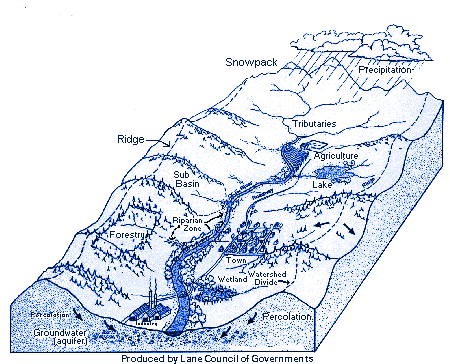 Snowpack
Precipitation
Tributaries
Ridge
Agriculture
Sub
Basin
Lake
Riparian
Zone
Forestry
Town
Wetland
Watershed
Divide
Percolation
Industry
Percolation
Groundwater
(aquifer)
Produced by Lane Council of Governments